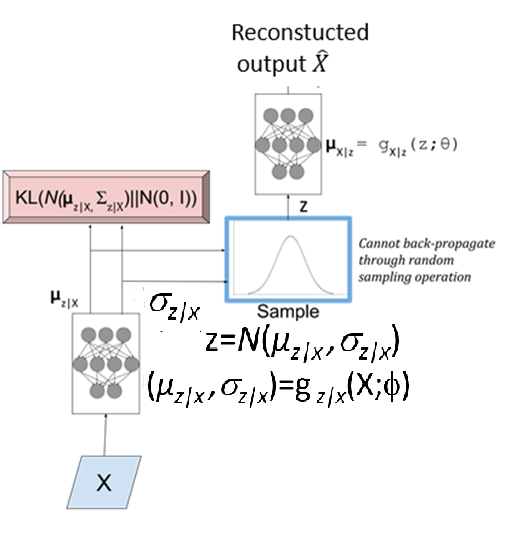 Reconstucted
output X̂
μX|z= gX|z(z;θ)
KL(N(μz|X, Σz|X)||N(0, I))
z
Cannot back-propagate
through random
sampling operation
μz|X
σz|x
Sample
z=N(μz|x, σz|x)
(μz|x, σz|x)=g z|x(X;ϕ)
X